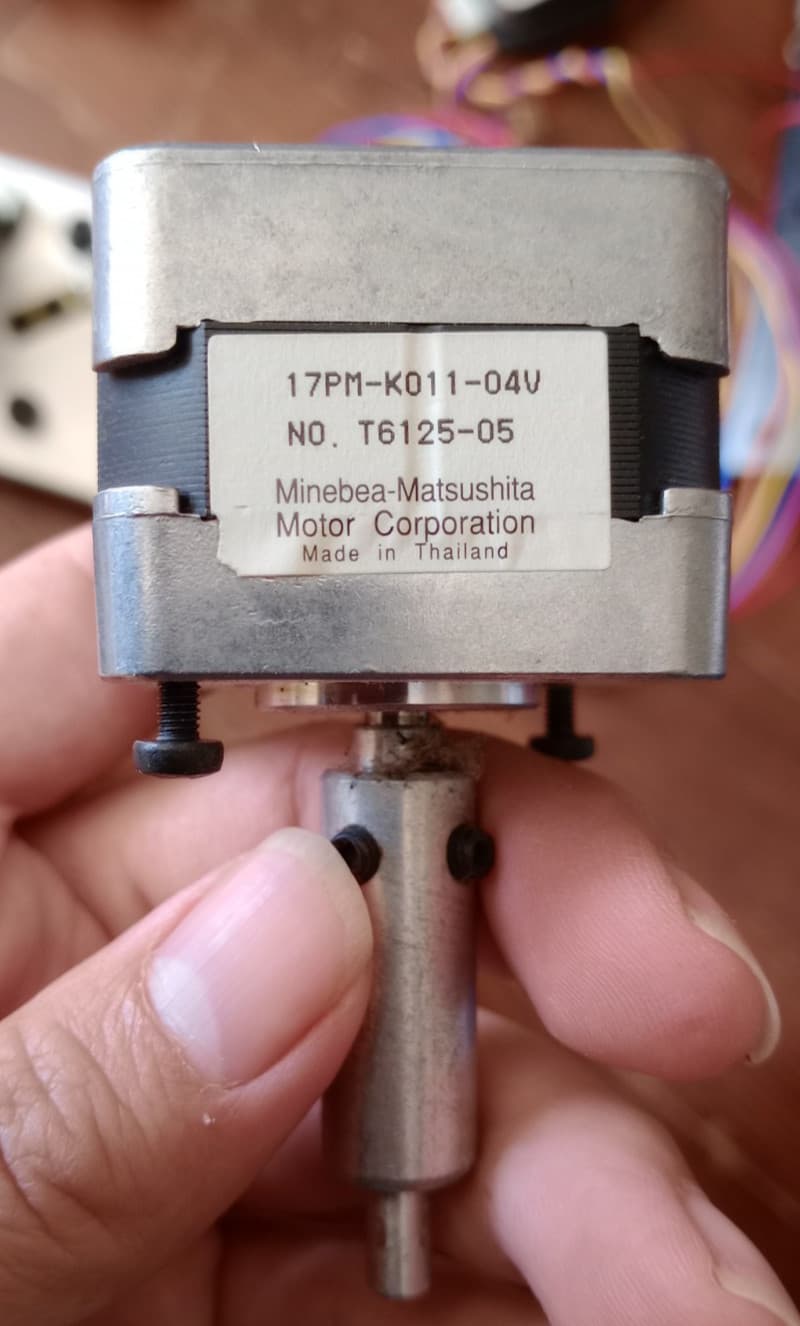 17PM-K011-04V
NO. T6125-05
Minebea-Matsushita
Motor Corporation
Made in Thailand